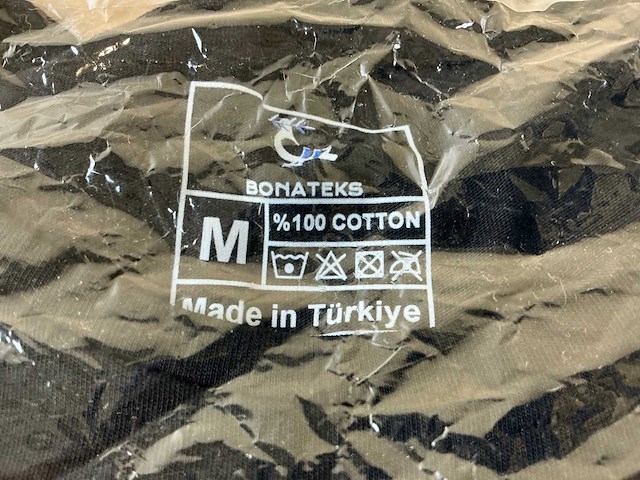 BONATEKS
M
%100 COTTON
Made in Türkiye